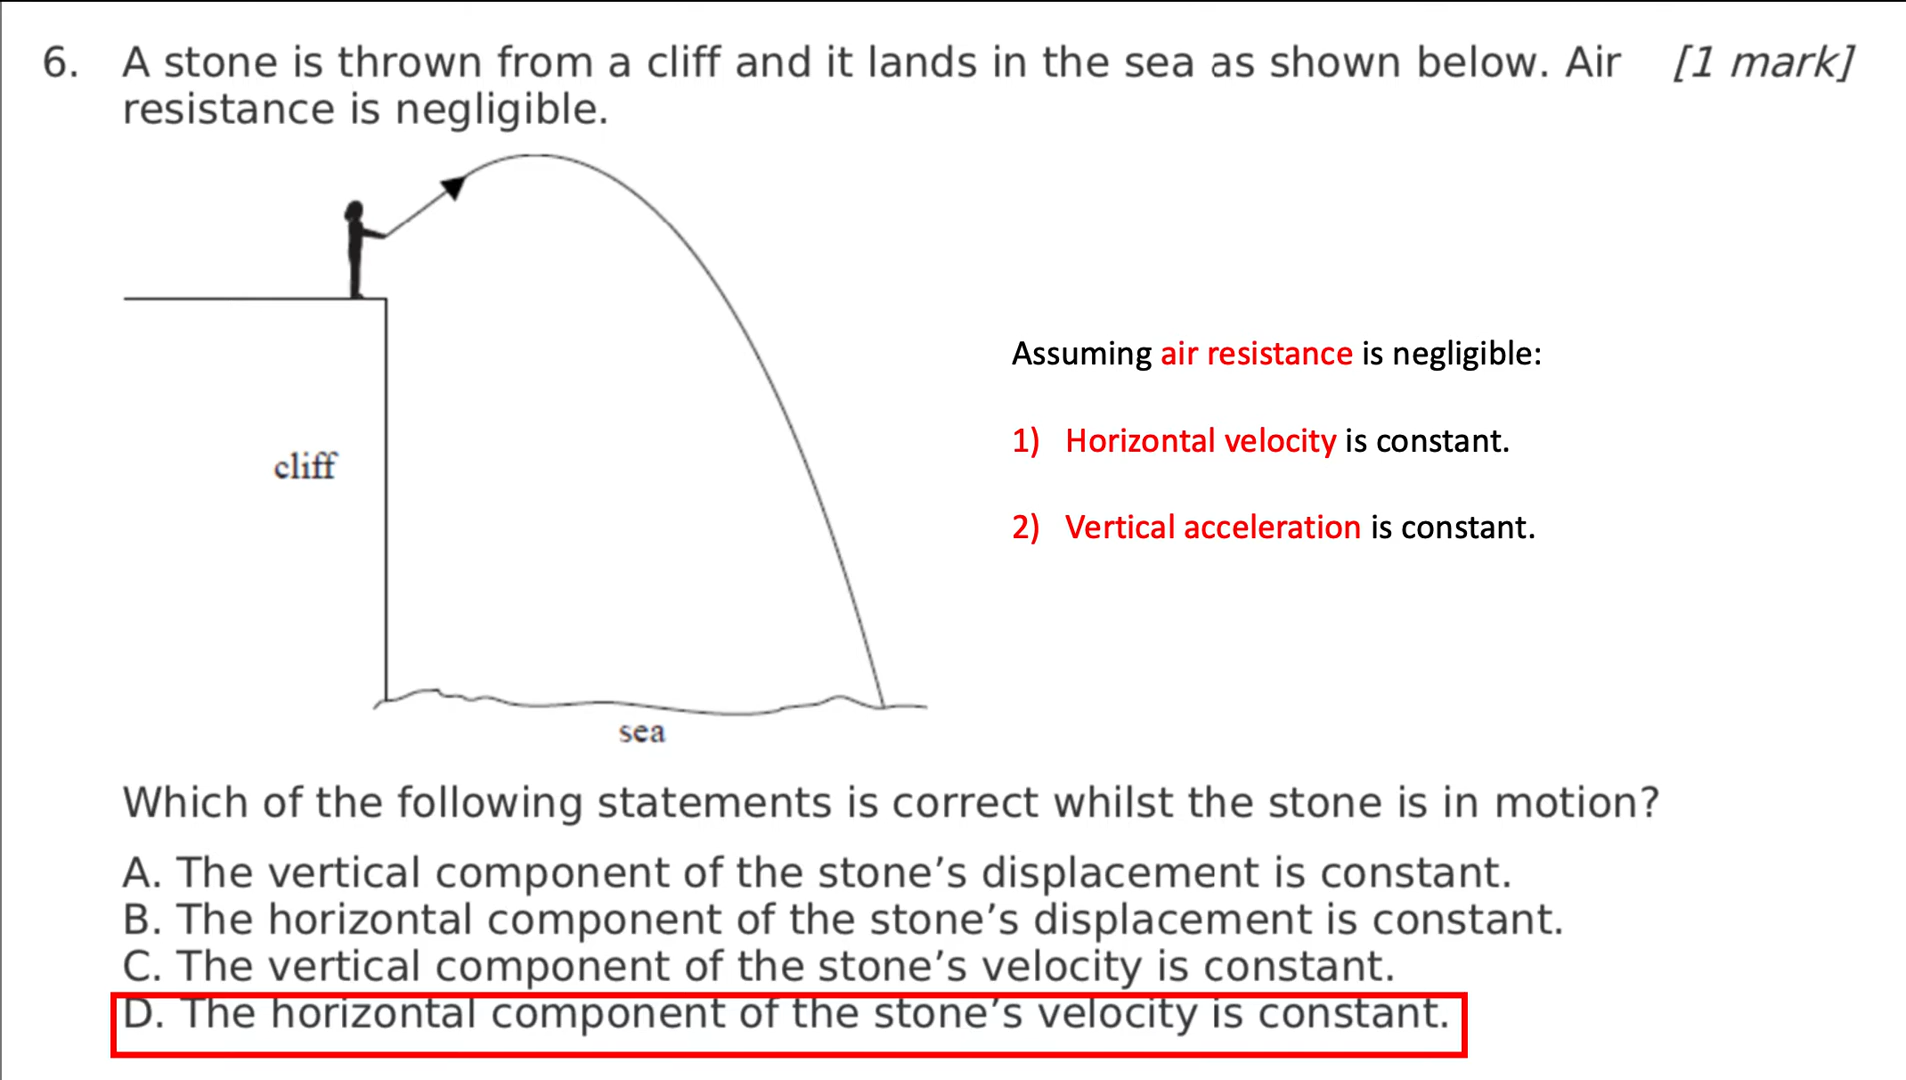 6. A stone is thrown from a cliff and it lands in the sea as shown below. Air [1 mark]
resistance is negligible.
cliff
sea
Assuming air resistance is negligible:
1) Horizontal velocity is constant.
2) Vertical acceleration is constant.
Which of the following statements is correct whilst the stone is in motion?
A. The vertical component of the stone’s displacement is constant.
B. The horizontal component of the stone’s displacement is constant.
C. The vertical component of the stone’s velocity is constant.
D. The horizontal component of the stone’s velocity is constant.